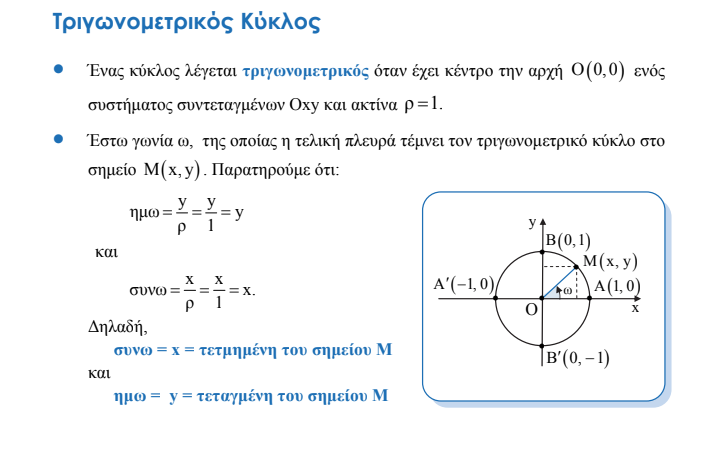 Τριγωνομετρικός Κύκλος
• Ένας κύκλος λέγεται τριγωνομετρικός όταν έχει κέντρο την αρχή O(0,0) ενός
συστήματος συντεταγμένων Oxy και ακτίνα ρ=1.
• Έστω γωνία ω, της οποίας η τελική πλευρά τέμνει τον τριγωνομετρικό κύκλο στο
σημείο M(x,y). Παρατηρούμε ότι:
ημω = y/ρ = y/1 = y
και
συνω = x/ρ = x/1 = x.
Δηλαδή,
συνω = x = τετμημένη του σημείου Μ
και
ημω = y = τεταγμένη του σημείου Μ
y
B(0,1)
M(x, y)
A′(−1, 0)
ω
A(1, 0)
O
x
B′(0, −1)